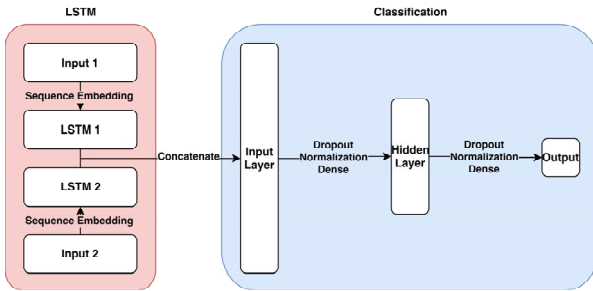 LSTM
Input 1
Sequence Embedding
LSTM 1
LSTM 2
Sequence Embedding
Input 2
Concatenate
Classification
Input
Layer
Dropout
Normalization
Dense
Hidden
Layer
Dropout
Normalization
Dense
Output